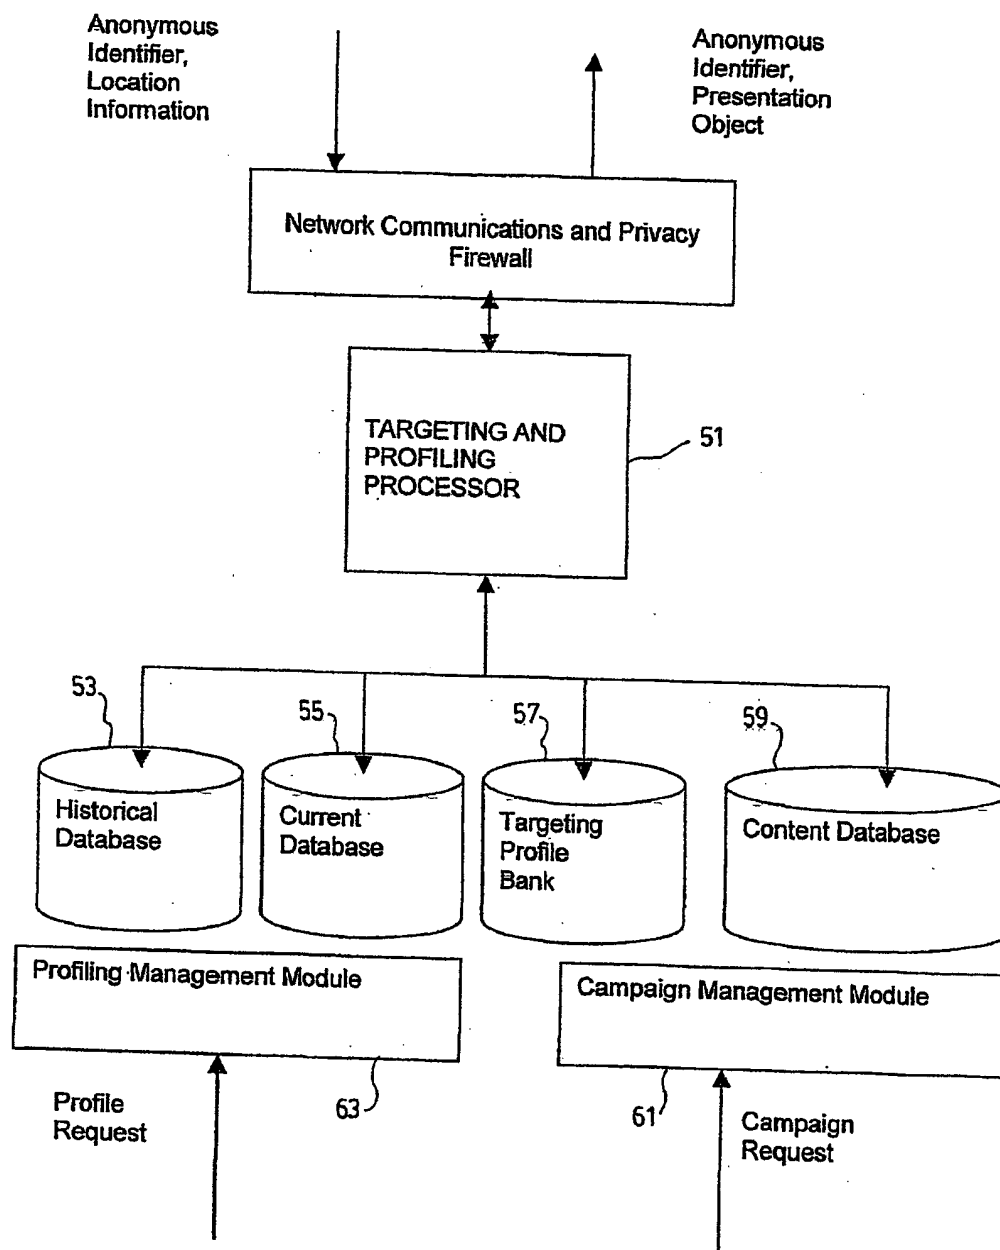 Anonymous
Identifier,
Location
Information
Anonymous
Identifier,
Presentation
Object
Network Communications and Privacy
Firewall
TARGETING AND
PROFILING
PROCESSOR
51
53
55
57
59
Historical
Database
Current
Database
Targeting
Profile
Bank
Content Database
Profiling Management Module
Campaign Management Module
63
61
Profile
Request
Campaign
Request